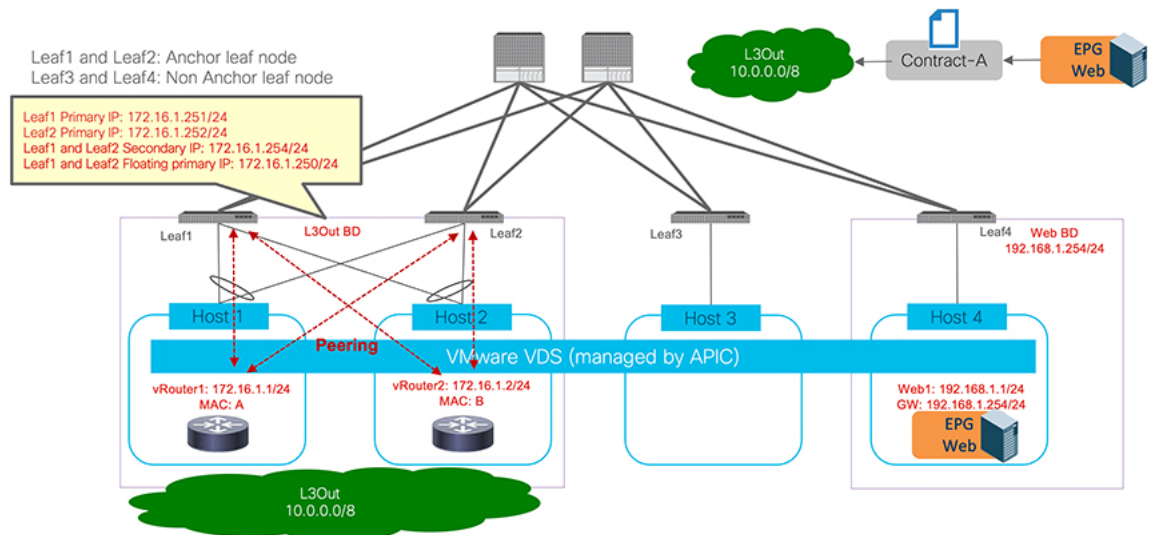 Leaf1 and Leaf2: Anchor leaf node
Leaf3 and Leaf4: Non Anchor leaf node
L3Out
10.0.0.0/8
Contract-A
EPG
Web
Leaf1 Primary IP: 172.16.1.251/24
Leaf2 Primary IP: 172.16.1.252/24
Leaf1 and Leaf2 Secondary IP: 172.16.1.254/24
Leaf1 and Leaf2 Floating primary IP: 172.16.1.250/24
Leaf1
L3Out BD
Leaf2
Leaf3
Leaf4
Web BD
192.168.1.254/24
Host 1
Host 2
Host 3
Host 4
Peering
VMware VDS (managed by APIC)
vRouter1: 172.16.1.1/24
MAC: A
vRouter2: 172.16.1.2/24
MAC: B
Web1: 192.168.1.1/24
GW: 192.168.1.254/24
EPG
Web
L3Out
10.0.0.0/8